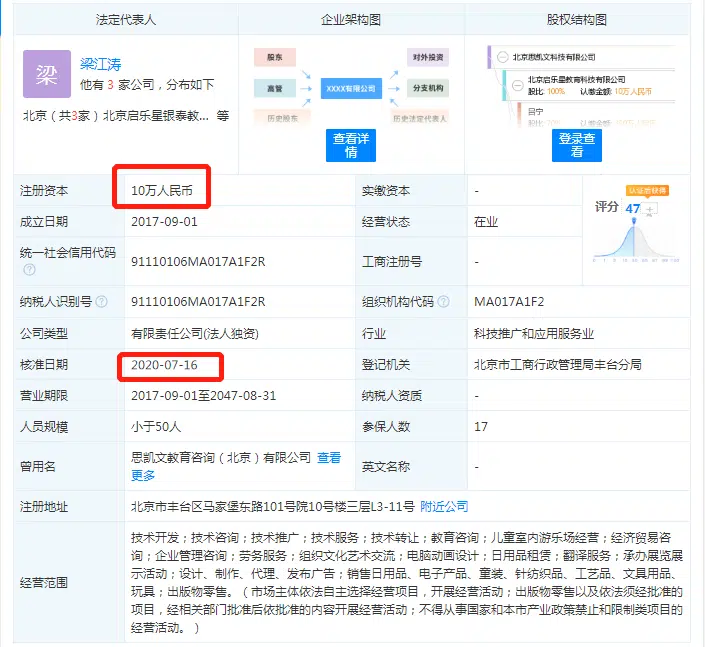 法定代表人
企业架构图
股权结构图
梁
梁江涛
他有 3 家公司，分布如下
北京（共3家）北京启乐星银泰教... 等
股东
高管
历史股东
XXXX有限公司
对外投资
分支机构
历史法定代表人
查看详情
北京思凯文科技有限公司
北京启乐星教育科技有限公司
股比: 100% 认缴金额: 10万人民币
吕宁
登录查看
注册资本 10万人民币 实缴资本 -
评分 47
成立日期 2017-09-01 经营状态 在业
统一社会信用代码 91110106MA017A1F2R 工商注册号 -
纳税人识别号 91110106MA017A1F2R 组织机构代码 MA017A1F2
公司类型 有限责任公司(法人独资) 行业 科技推广和应用服务业
核准日期 2020-07-16 登记机关 北京市工商行政管理局丰台分局
营业期限 2017-09-01至2047-08-31 纳税人资质 -
人员规模 小于50人 参保人数 17
曾用名 思凯文教育咨询（北京）有限公司 查看更多 英文名称 -
注册地址 北京市丰台区马家堡东路101号院10号楼三层L3-11号 附近公司
经营范围
技术开发；技术咨询；技术推广；技术服务；技术转让；教育咨询；儿童室内游乐场经营；经济贸易咨
询；企业管理咨询；劳务服务；组织文化艺术交流；电脑动画设计；日用品租赁；翻译服务；承办展览展
示活动；设计、制作、代理、发布广告；销售日用品、电子产品、童装、针纺织品、工艺品、文具用品、
玩具；出版物零售。（市场主体依法自主选择经营项目，开展经营活动；出版物零售以及依法须经批准的
项目，经相关部门批准后依批准的内容开展经营活动；不得从事国家和本市产业政策禁止和限制类项目的
经营活动。）